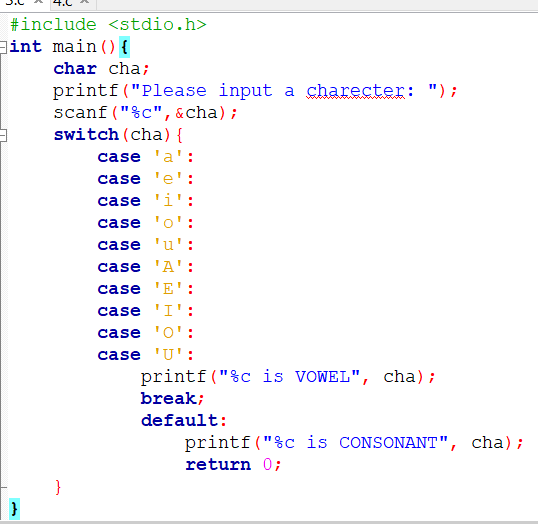 3.c 4.c
#include <stdio.h>
int main(){
    char cha;
    printf("Please input a charecter: ");
    scanf("%c",&cha);
    switch(cha){
        case 'a':
        case 'e':
        case 'i':
        case 'o':
        case 'u':
        case 'A':
        case 'E':
        case 'I':
        case 'O':
        case 'U':
            printf("%c is VOWEL", cha);
            break;
            default:
                printf("%c is CONSONANT", cha);
                return 0;
    }
}